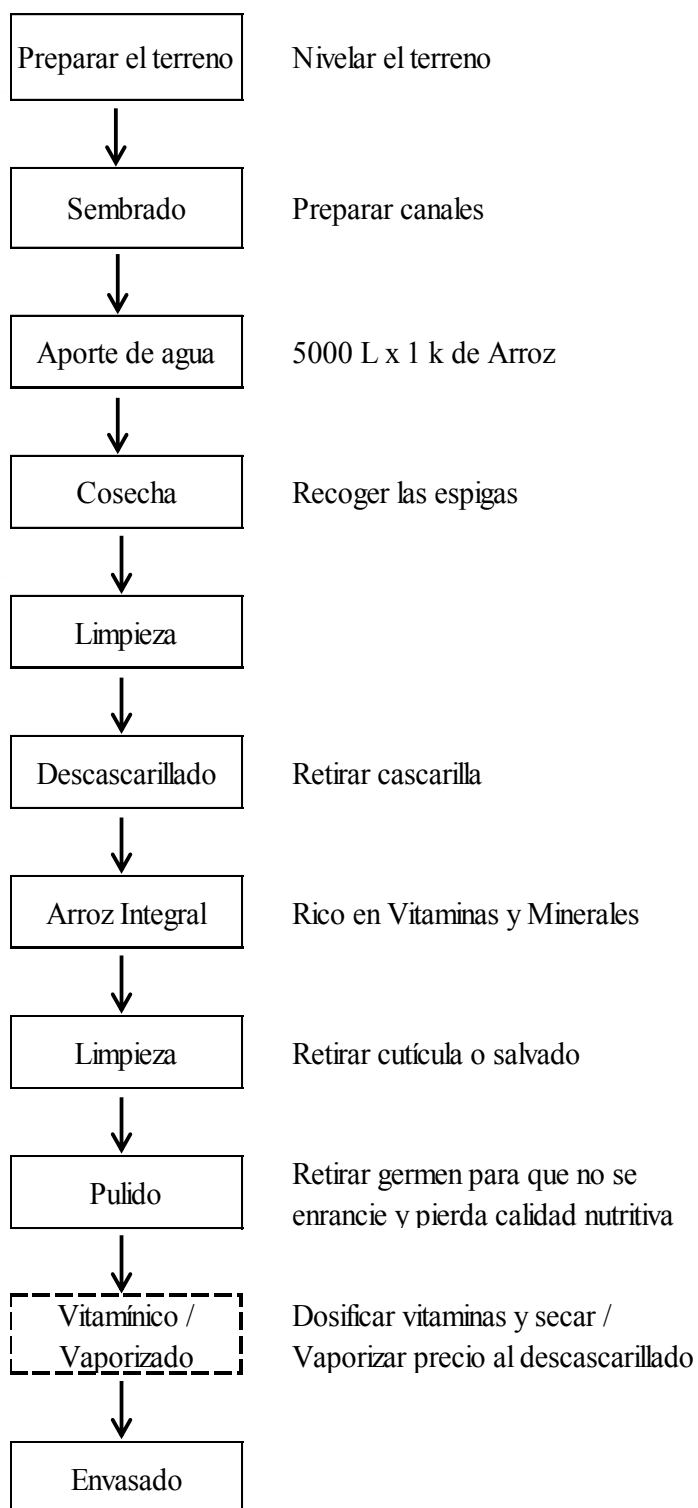 Preparar el terreno
Nivelar el terreno
Sembrado
Preparar canales
Aporte de agua
5000 L x 1 k de Arroz
Cosecha
Recoger las espigas
Limpieza
Descascarillado
Retirar cascarilla
Arroz Integral
Rico en Vitaminas y Minerales
Limpieza
Retirar cutícula o salvado
Pulido
Retirar germen para que no se
enrancie y pierda calidad nutritiva
Vitamínico /
Vaporizado
Dosificar vitaminas y secar /
Vaporizar precio al descascarillado
Envasado